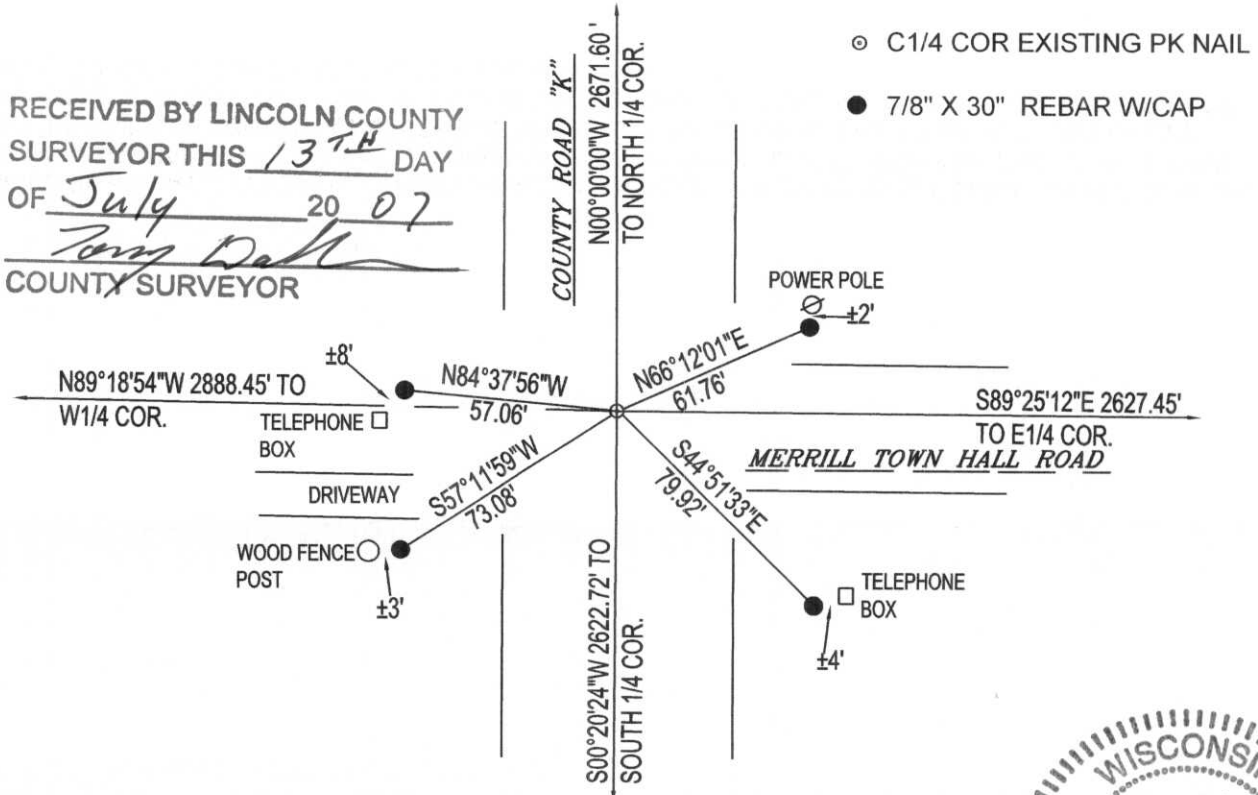 ⊙ C1/4 COR EXISTING PK NAIL
● 7/8" X 30" REBAR W/CAP
RECEIVED BY LINCOLN COUNTY
SURVEYOR THIS 13TH DAY
OF July 20 07
COUNTY SURVEYOR
COUNTY ROAD "K"
N00°00'00"W 2671.60'
TO NORTH 1/4 COR.
POWER POLE
±2'
±8'
N89°18'54"W 2888.45' TO
W1/4 COR.
N84°37'56"W
57.06'
N66°12'01"E
61.76'
S89°25'12"E 2627.45'
TO E1/4 COR.
TELEPHONE
BOX
MERRILL TOWN HALL ROAD
DRIVEWAY
S57°11'59"W
73.08'
S44°51'33"E
79.92'
WOOD FENCE
POST
±3'
TELEPHONE
BOX
±4'
S00°20'24"W 2622.72' TO
SOUTH 1/4 COR.
WISCONSIN